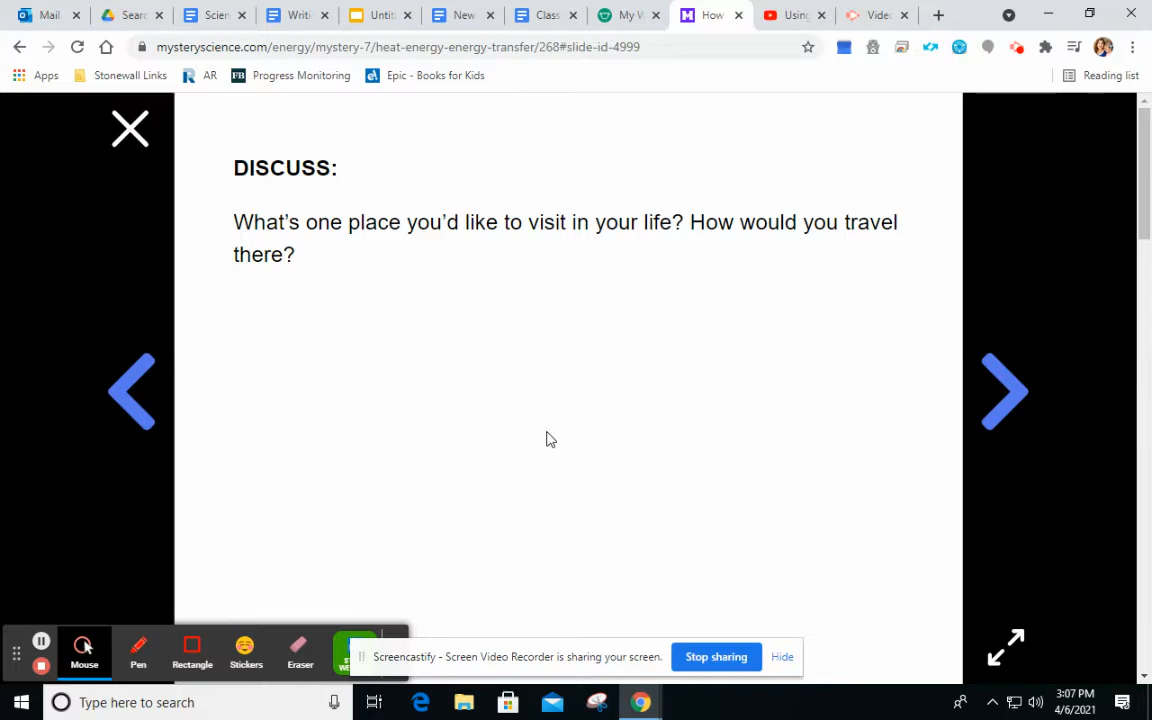 Mail
Searc
Scien
Writi
Untit
New
Class
My V
How
Using
Video
mysteryscience.com/energy/mystery-7/heat-energy-energy-transfer/268#slide-id-4999
Apps
Stonewall Links
AR
Progress Monitoring
Epic - Books for Kids
Reading list
DISCUSS:
What's one place you'd like to visit in your life? How would you travel
there?
Mouse
Pen
Rectangle
Stickers
Eraser
Screencastify - Screen Video Recorder is sharing your screen.
Stop sharing
Hide
Type here to search
3:07 PM
4/6/2021